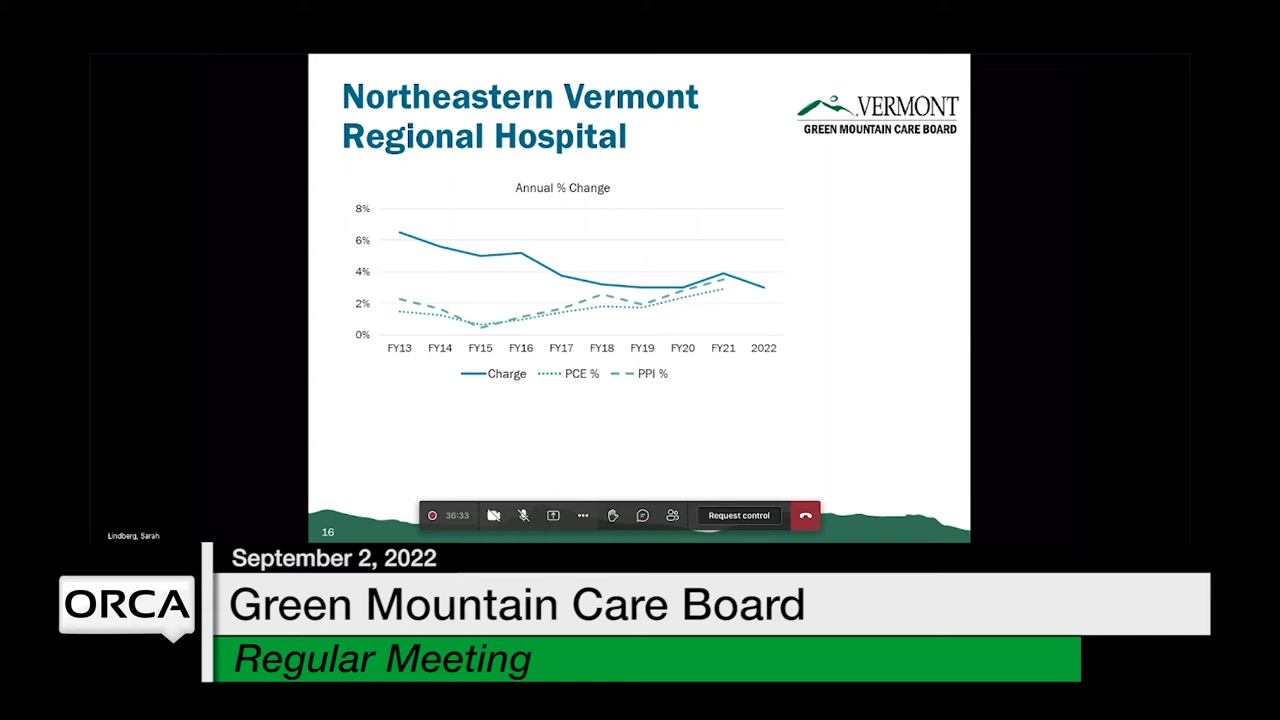 Northeastern Vermont
Regional Hospital
VERMONT
GREEN MOUNTAIN CARE BOARD
Annual % Change
8%
6%
4%
2%
0%
FY13 FY14 FY15 FY16 FY17 FY18 FY19 FY20 FY21 2022
Charge PCE % PPI %
36:33
Request control
16
Lindberg, Sarah
September 2, 2022
ORCA
Green Mountain Care Board
Regular Meeting